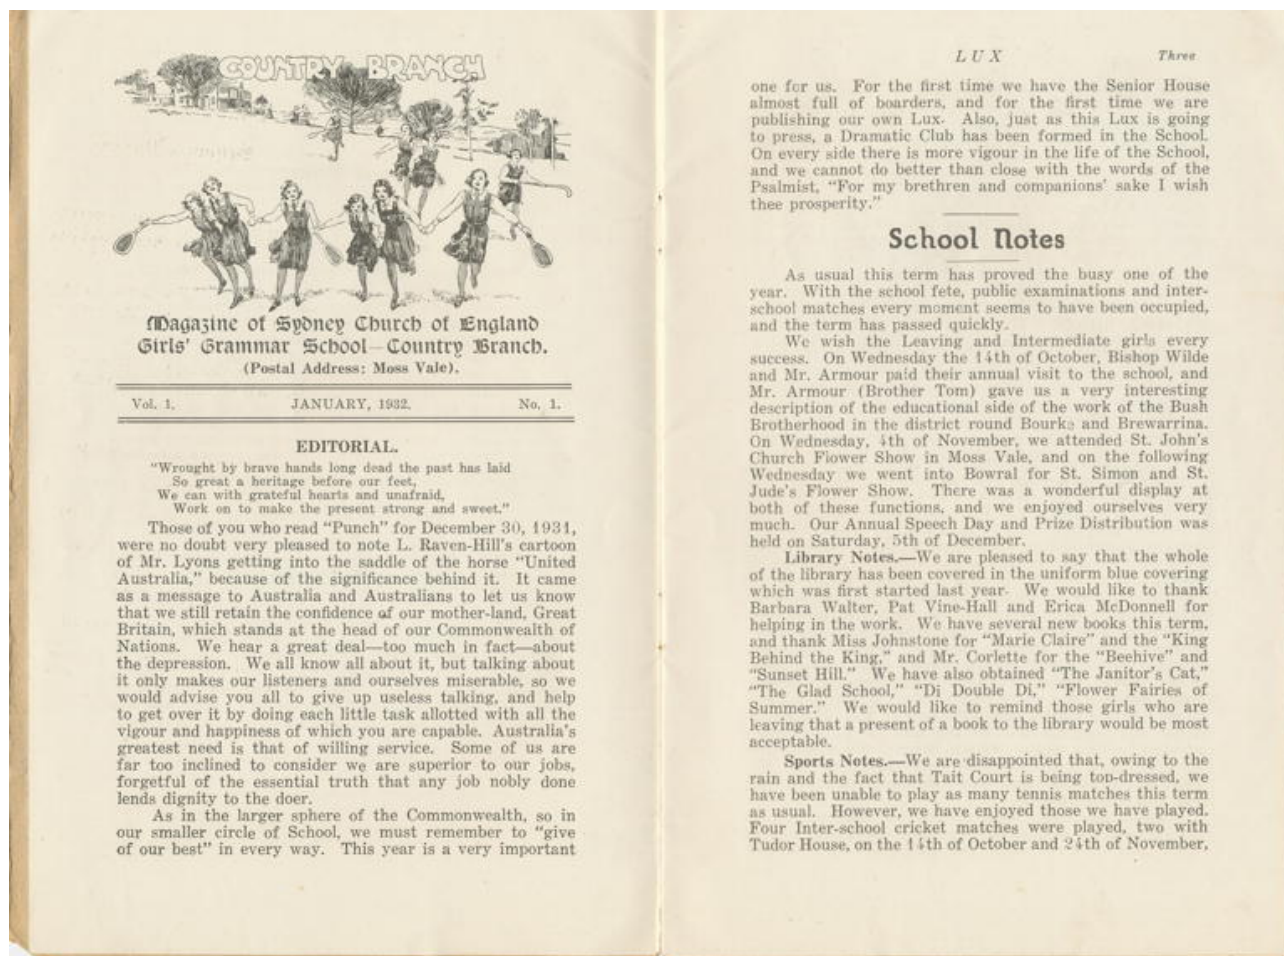 COUNTRY BRANCH
Magazine of Sydney Church of England
Girls' Grammar School—Country Branch.
(Postal Address: Moss Vale).
Vol. 1. JANUARY, 1932. No. 1.
EDITORIAL.
"Wrought by brave hands long dead the past has laid
So great a heritage before our feet,
We can with grateful hearts and unafraid,
Work on to make the present strong and sweet."
Those of you who read "Punch" for December 30, 1931,
were no doubt very pleased to note L. Raven-Hill's cartoon
of Mr. Lyons getting into the saddle of the horse "United
Australia," because of the significance behind it. It came
as a message to Australia and Australians to let us know
that we still retain the confidence of our mother-land, Great
Britain, which stands at the head of our Commonwealth of
Nations. We hear a great deal—too much in fact—about
the depression. We all know all about it, but talking about
it only makes our listeners and ourselves miserable, so we
would advise you all to give up useless talking, and help
to get over it by doing each little task allotted with all the
vigour and happiness of which you are capable. Australia's
greatest need is that of willing service. Some of us are
far too inclined to consider we are superior to our jobs,
forgetful of the essential truth that any job nobly done
lends dignity to the doer.
As in the larger sphere of the Commonwealth, so in
our smaller circle of School, we must remember to "give
of our best" in every way. This year is a very important
LUX Three
one for us. For the first time we have the Senior House
almost full of boarders, and for the first time we are
publishing our own Lux. Also, just as this Lux is going
to press, a Dramatic Club has been formed in the School.
On every side there is more vigour in the life of the School,
and we cannot do better than close with the words of the
Psalmist, "For my brethren and companions' sake I wish
thee prosperity."
School Notes
As usual this term has proved the busy one of the
year. With the school fete, public examinations and inter-
school matches every moment seems to have been occupied,
and the term has passed quickly.
We wish the Leaving and Intermediate girls every
success. On Wednesday the 14th of October, Bishop Wilde
and Mr. Armour paid their annual visit to the school, and
Mr. Armour (Brother Tom) gave us a very interesting
description of the educational side of the work of the Bush
Brotherhood in the district round Bourke and Brewarrina.
On Wednesday, 4th of November, we attended St. John's
Church Flower Show in Moss Vale, and on the following
Wednesday we went into Bowral for St. Simon and St.
Jude's Flower Show. There was a wonderful display at
both of these functions, and we enjoyed ourselves very
much. Our Annual Speech Day and Prize Distribution was
held on Saturday, 5th of December.
Library Notes.—We are pleased to say that the whole
of the library has been covered in the uniform blue covering
which was first started last year. We would like to thank
Barbara Walter, Pat Vine-Hall and Erica McDonnell for
helping in the work. We have several new books this term,
and thank Miss Johnstone for "Marie Claire" and the "King
Behind the King," and Mr. Corlette for the "Beehive" and
"Sunset Hill." We have also obtained "The Janitor's Cat,"
"The Glad School," "Di Double Di," "Flower Fairies of
Summer." We would like to remind those girls who are
leaving that a present of a book to the library would be most
acceptable.
Sports Notes.—We are disappointed that, owing to the
rain and the fact that Tait Court is being top-dressed, we
have been unable to play as many tennis matches this term
as usual. However, we have enjoyed those we have played.
Four Inter-school cricket matches were played, two with
Tudor House, on the 14th of October and 24th of November,